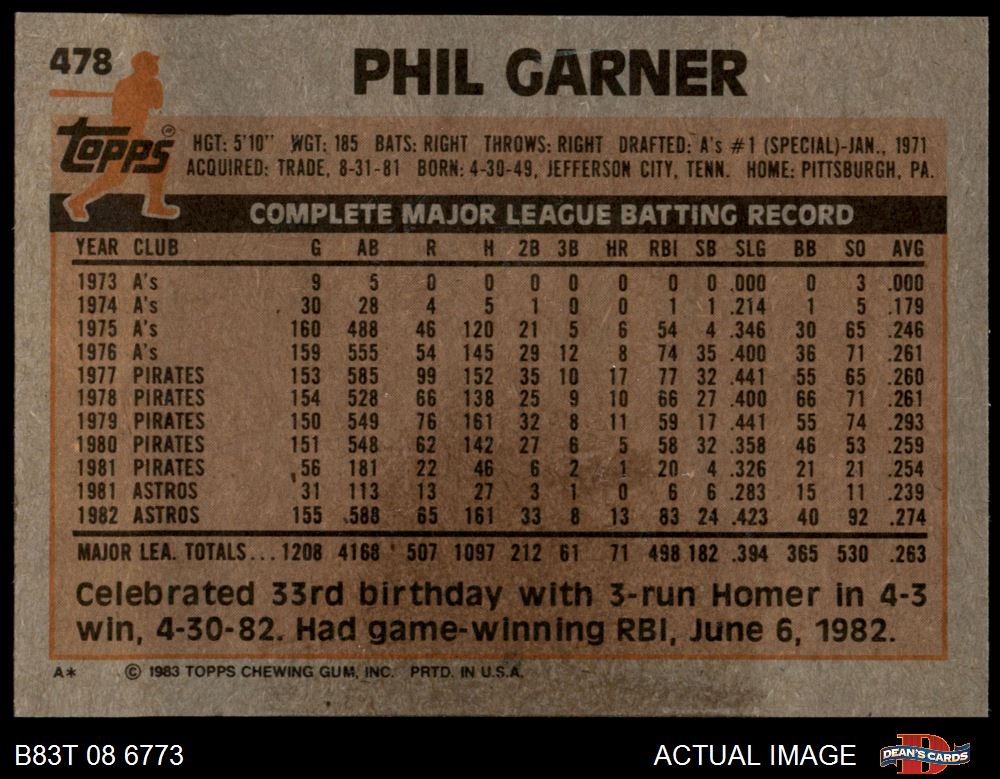 478 PHIL GARNER
Topps®
HGT: 5'10" WGT: 185 BATS: RIGHT THROWS: RIGHT DRAFTED: A's #1 (SPECIAL)-JAN., 1971
ACQUIRED: TRADE, 8-31-81 BORN: 4-30-49, JEFFERSON CITY, TENN. HOME: PITTSBURGH, PA.
COMPLETE MAJOR LEAGUE BATTING RECORD
YEAR CLUB G AB R H 2B 3B HR RBI SB SLG BB SO AVG
1973 A's 9 5 0 0 0 0 0 0 0 .000 0 3 .000
1974 A's 30 28 4 5 1 0 0 1 1 .214 1 5 .179
1975 A's 160 488 46 120 21 5 6 54 4 .346 30 65 .246
1976 A's 159 555 54 145 29 12 8 74 35 .400 36 71 .261
1977 PIRATES 153 585 99 152 35 10 17 77 32 .441 55 65 .260
1978 PIRATES 154 528 66 138 25 9 10 66 27 .400 66 71 .261
1979 PIRATES 150 549 76 161 32 8 11 59 17 .441 55 74 .293
1980 PIRATES 151 548 62 142 27 6 5 58 32 .358 46 53 .259
1981 PIRATES 56 181 22 46 6 2 1 20 4 .326 21 21 .254
1981 ASTROS 31 113 13 27 3 1 0 6 6 .283 15 11 .239
1982 ASTROS 155 588 65 161 33 8 13 83 24 .423 40 92 .274
MAJOR LEA. TOTALS... 1208 4168 507 1097 212 61 71 498 182 .394 365 530 .263
Celebrated 33rd birthday with 3-run Homer in 4-3
win, 4-30-82. Had game-winning RBI, June 6, 1982.
A* © 1983 TOPPS CHEWING GUM, INC. PRTD. IN U.S.A.
B83T 08 6773 ACTUAL IMAGE DEAN'S CARDS